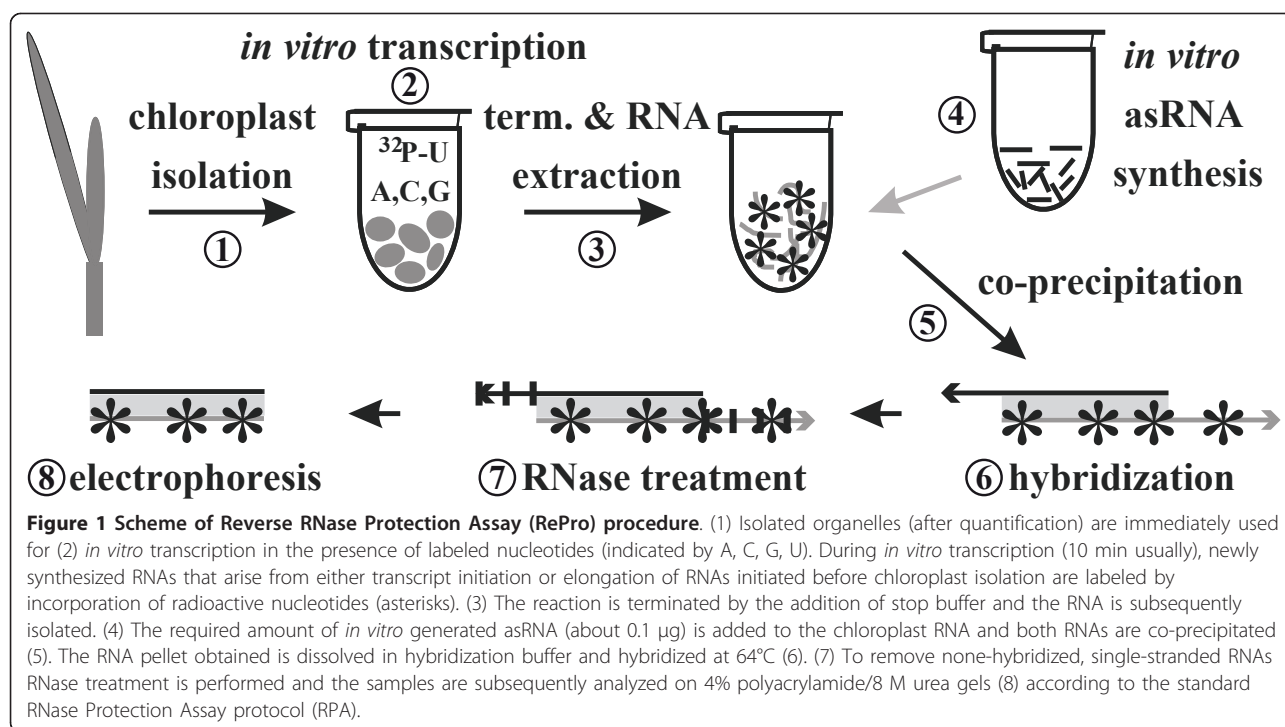 in vitro transcription
②
chloroplast
isolation
①
³²P-U
A,C,G
term. & RNA
extraction
③
④
in vitro
asRNA
synthesis
co-precipitation
⑤
⑧ electrophoresis
⑦ RNase treatment
⑥ hybridization
Figure 1 Scheme of Reverse RNase Protection Assay (RePro) procedure. (1) Isolated organelles (after quantification) are immediately used
for (2) in vitro transcription in the presence of labeled nucleotides (indicated by A, C, G, U). During in vitro transcription (10 min usually), newly
synthesized RNAs that arise from either transcript initiation or elongation of RNAs initiated before chloroplast isolation are labeled by
incorporation of radioactive nucleotides (asterisks). (3) The reaction is terminated by the addition of stop buffer and the RNA is subsequently
isolated. (4) The required amount of in vitro generated asRNA (about 0.1 μg) is added to the chloroplast RNA and both RNAs are co-precipitated
(5). The RNA pellet obtained is dissolved in hybridization buffer and hybridized at 64°C (6). (7) To remove none-hybridized, single-stranded RNAs
RNase treatment is performed and the samples are subsequently analyzed on 4% polyacrylamide/8 M urea gels (8) according to the standard
RNase Protection Assay protocol (RPA).